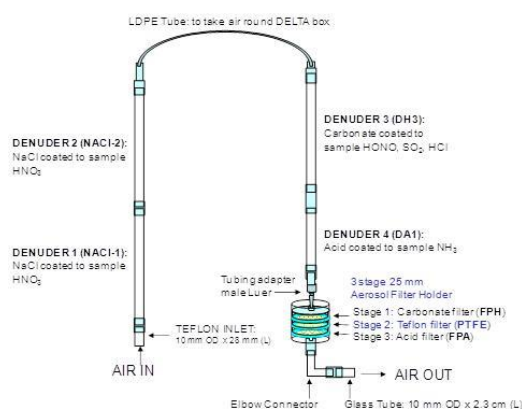 LDPE Tube: to take air round DELTA box
DENUDER 2 (NACl-2):
NaCl coated to sample
HNO₃
DENUDER 1 (NACl-1):
NaCl coated to sample
HNO₃
TEFLON INLET:
10 mm OD x 28 mm (L)
AIR IN
DENUDER 3 (DH3):
Carbonate coated to
sample HONO, SO₂, HCl
DENUDER 4 (DA1):
Acid coated to sample NH₃
Tubing adapter
male Luer
3 stage 25 mm
Aerosol Filter Holder
Stage 1: Carbonate filter (FPH)
Stage 2: Teflon filter (PTFE)
Stage 3: Acid filter (FPA)
AIR OUT
Elbow Connector
Glass Tube: 10 mm OD x 2.3 cm (L)